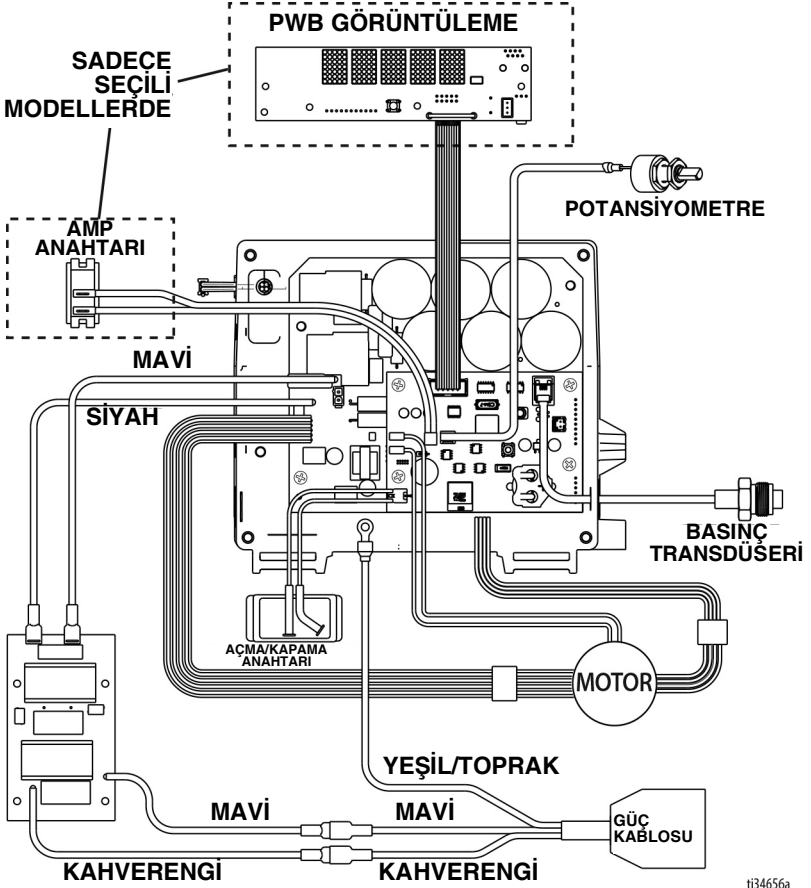 PWB GÖRÜNTÜLEME
SADECE
SEÇİLİ
MODELLERDE
POTANSİYOMETRE
AMP
ANAHTARI
MAVİ
SİYAH
BASINÇ
TRANSDÜSERİ
AÇMA/KAPAMA
ANAHTARI
MOTOR
YEŞİL/TOPRAK
MAVİ
MAVİ
GÜÇ
KABLOSU
KAHVERENGİ
KAHVERENGİ
ti34656a